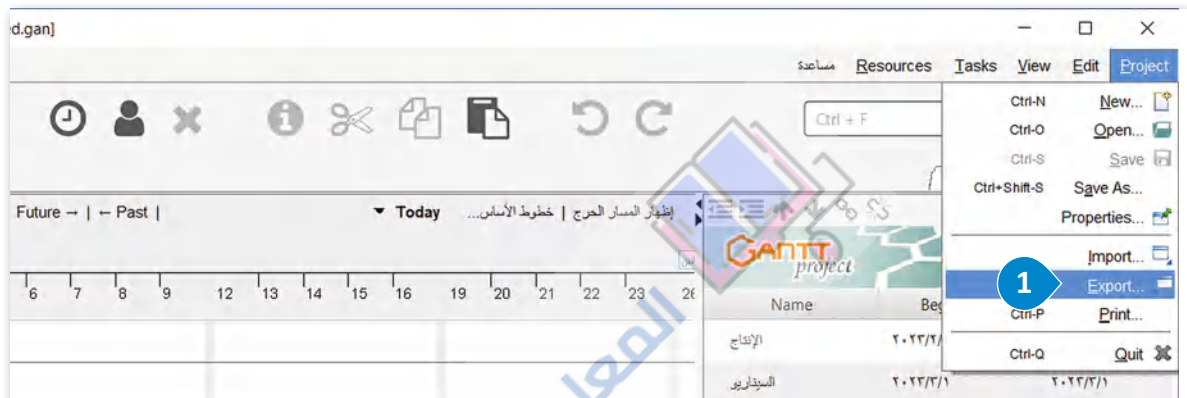 d.gan]
مساعدة Resources Tasks View Edit Project
Ctrl + F
Ctrl-N New...
Ctrl-O Open...
Ctrl-S Save
Ctrl+Shift-S Save As...
Properties...
Import...
1 Export...
Ctrl-P Print...
Ctrl-Q Quit
Future → | ← Past |
Today
إظهار المسار الحرج | خطوط الأساس...
6 7 8 9 12 13 14 15 16 19 20 21 22 23 26
GANTT project
Name Beg
الإنتاج
السيناريو ٢٠٢٣/٣/١ ٢٠٢٣/٣/١